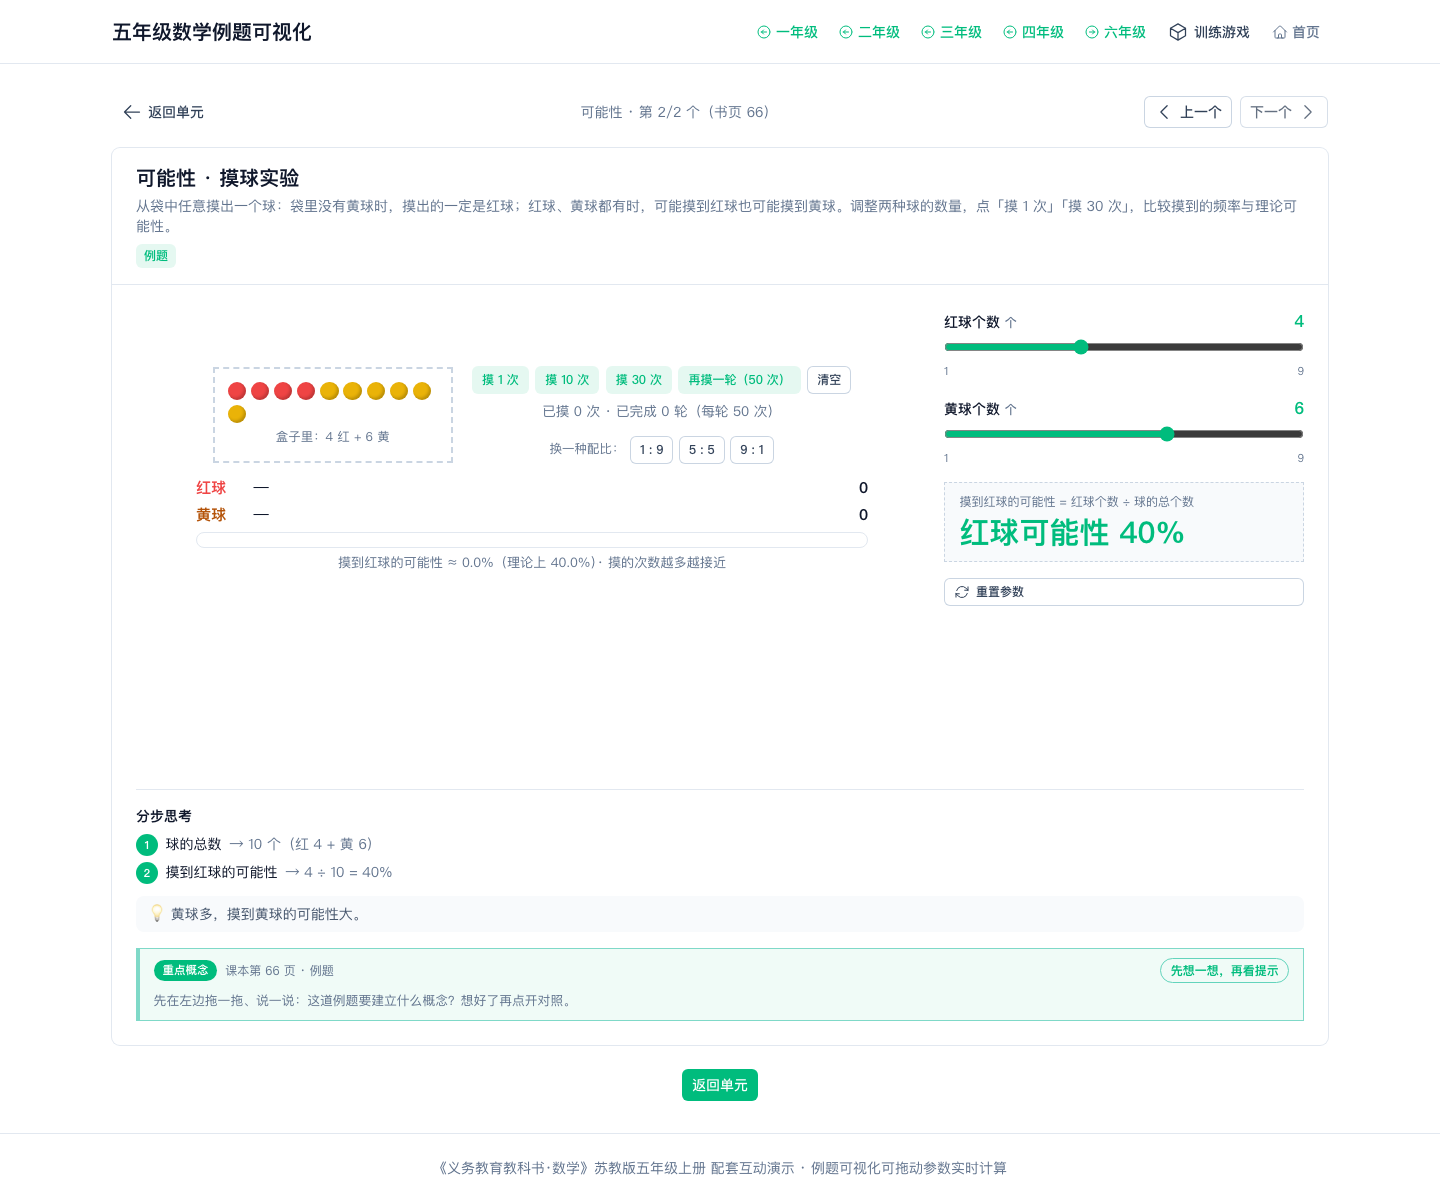 五年级数学例题可视化
一年级 二年级 三年级 四年级 六年级 训练游戏 首页
返回单元
可能性 · 第 2/2 个（书页 66）
上一个 下一个
可能性 · 摸球实验
从袋中任意摸出一个球：袋里没有黄球时，摸出的一定是红球；红球、黄球都有时，可能摸到红球也可能摸到黄球。调整两种球的数量，点「摸 1 次」「摸 30 次」，比较摸到的频率与理论可
能性。
例题
盒子里：4 红 + 6 黄
摸 1 次 摸 10 次 摸 30 次 再摸一轮（50 次） 清空
已摸 0 次 · 已完成 0 轮（每轮 50 次）
换一种配比： 1 : 9 5 : 5 9 : 1
红球 — 0
黄球 — 0
摸到红球的可能性 ≈ 0.0%（理论上 40.0%）· 摸的次数越多越接近
红球个数 个 4
1 9
黄球个数 个 6
1 9
摸到红球的可能性 = 红球个数 ÷ 球的总个数
红球可能性 40%
重置参数
分步思考
1 球的总数 → 10 个（红 4 + 黄 6）
2 摸到红球的可能性 → 4 ÷ 10 = 40%
黄球多，摸到黄球的可能性大。
重点概念 课本第 66 页 · 例题 先想一想，再看提示
先在左边拖一拖、说一说：这道例题要建立什么概念？想好了再点开对照。
返回单元
《义务教育教科书·数学》苏教版五年级上册 配套互动演示 · 例题可视化可拖动参数实时计算